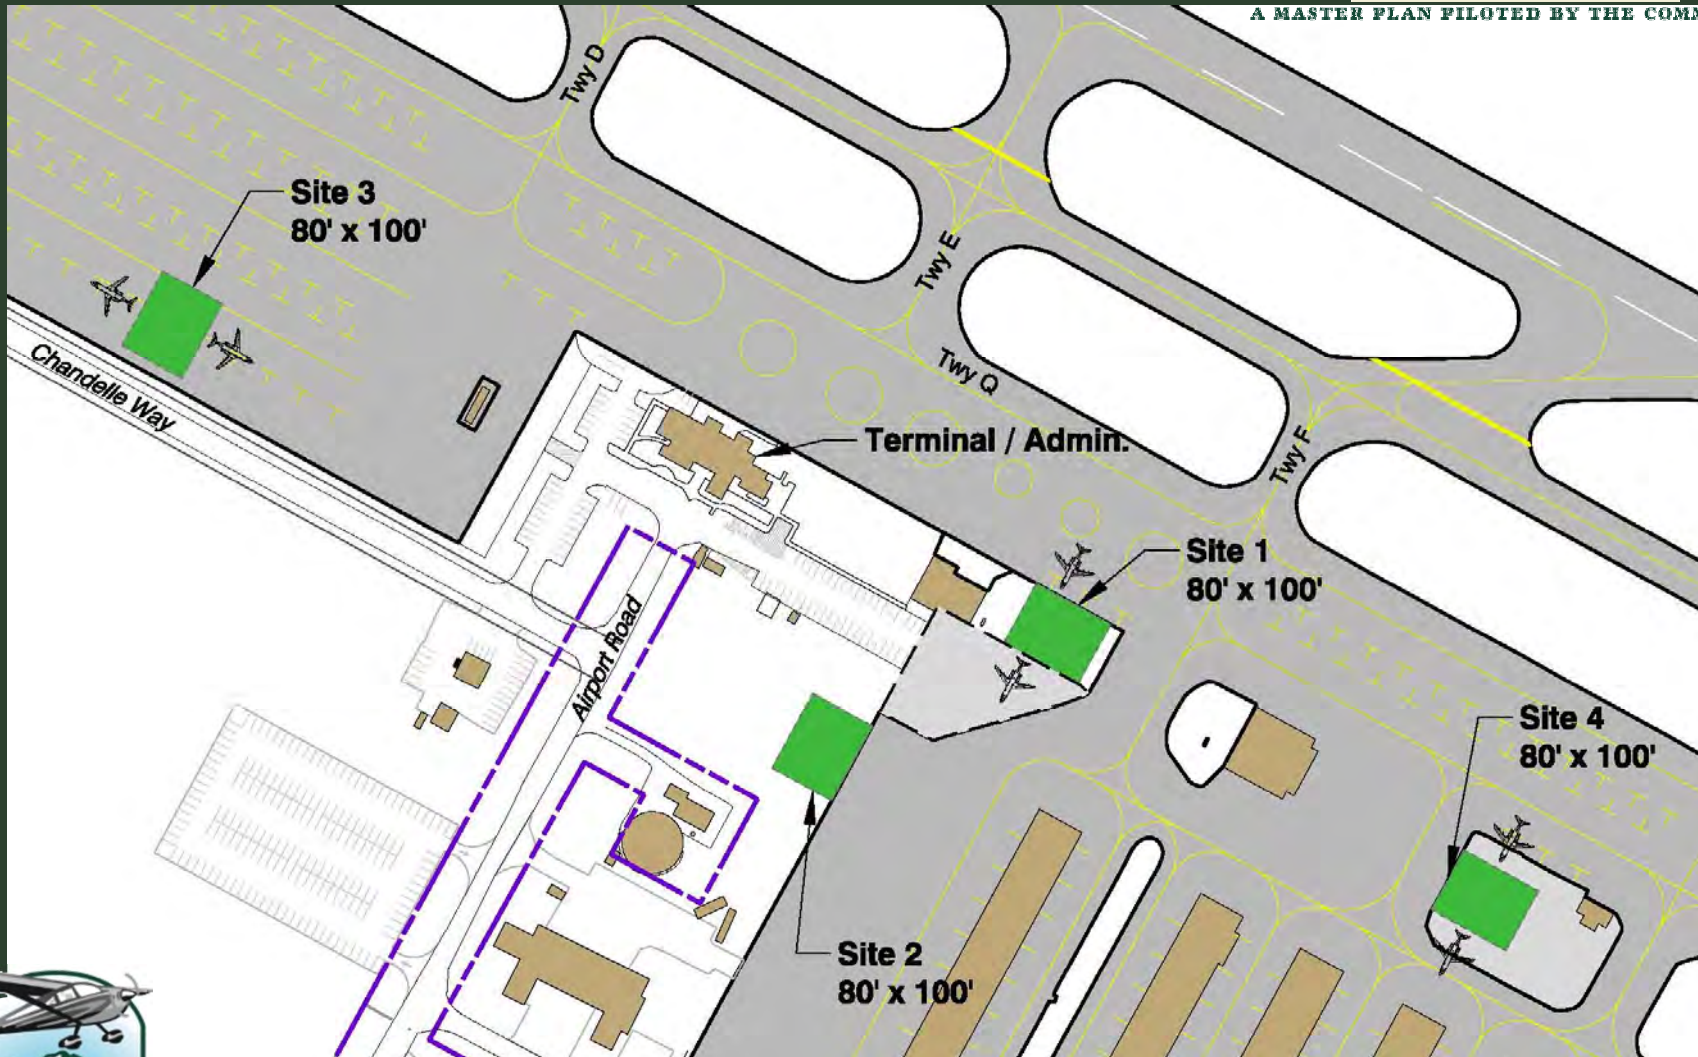 A MASTER PLAN PILOTED BY THE
Twy D
Site 3
80' x 100'
Twy E
Chandelle Way
Twy Q
Terminal / Admin.
Twy F
Site 1
80' x 100'
Airport Road
Site 4
80' x 100'
Site 2
80' x 100'